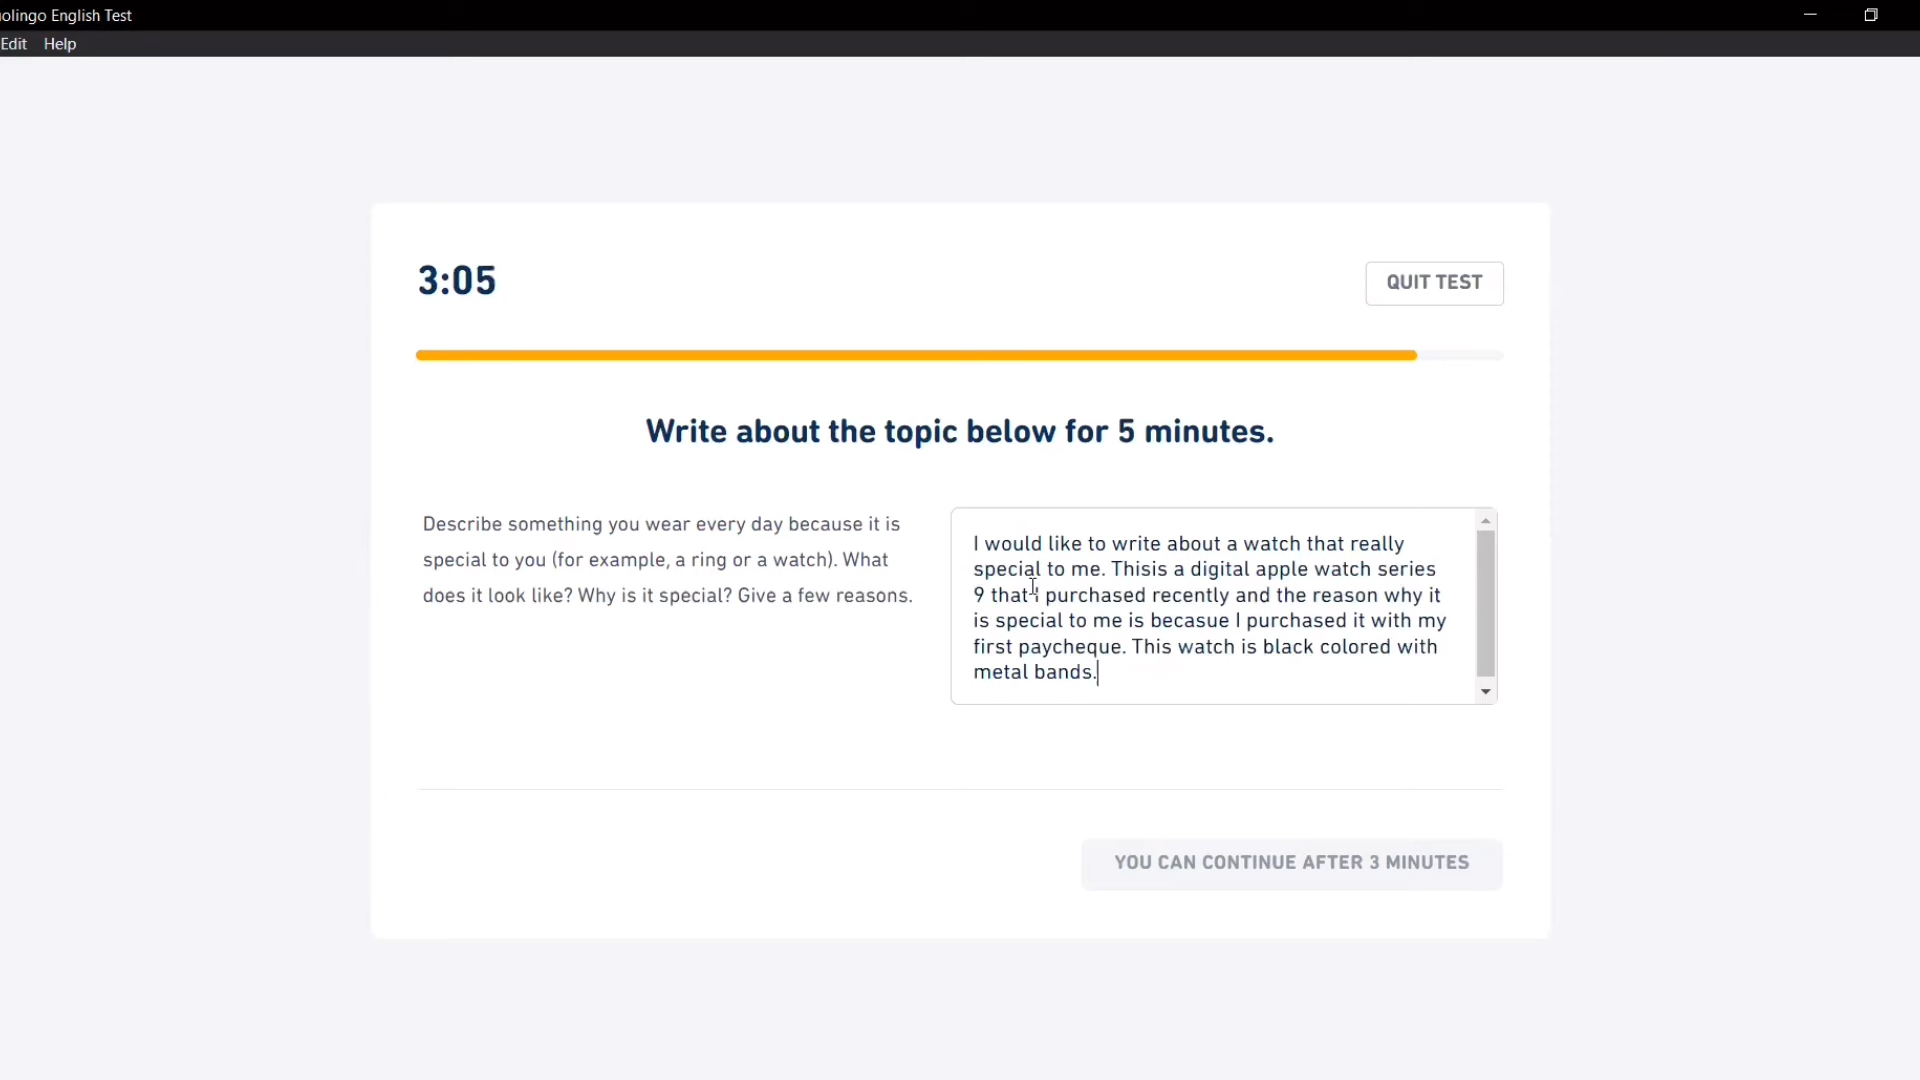 olingo English Test
Edit Help
3:05
QUIT TEST
Write about the topic below for 5 minutes.
Describe something you wear every day because it is
special to you (for example, a ring or a watch). What
does it look like? Why is it special? Give a few reasons.
I would like to write about a watch that really
special to me. Thisis a digital apple watch series
9 that i purchased recently and the reason why it
is special to me is becasue I purchased it with my
first paycheque. This watch is black colored with
metal bands.
YOU CAN CONTINUE AFTER 3 MINUTES